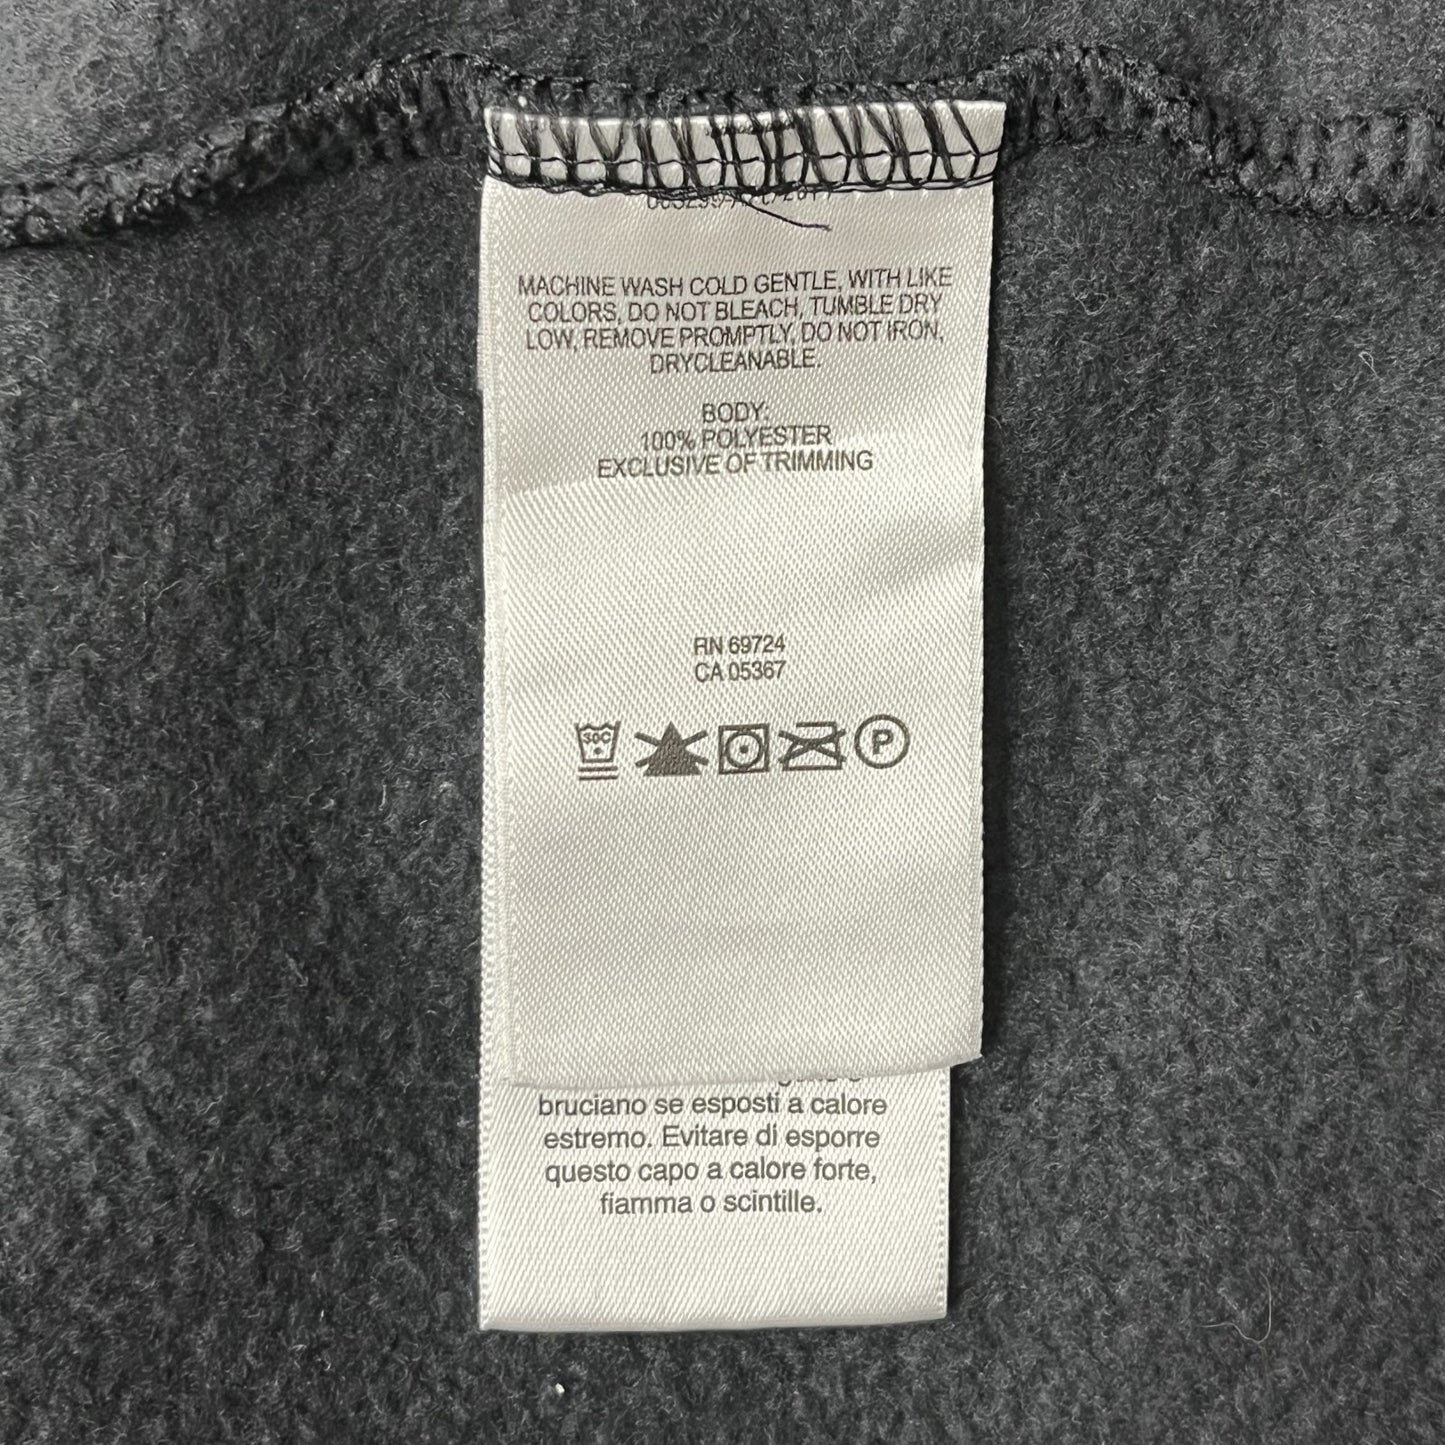 MACHINE WASH COLD GENTLE, WITH LIKE
COLORS, DO NOT BLEACH, TUMBLE DRY
LOW, REMOVE PROMPTLY, DO NOT IRON,
DRYCLEANABLE.
BODY:
100% POLYESTER
EXCLUSIVE OF TRIMMING
RN 69724
CA 05367
30C
P
bruciano se esposti a calore
estremo. Evitare di esporre
questo capo a calore forte,
fiamma o scintille.